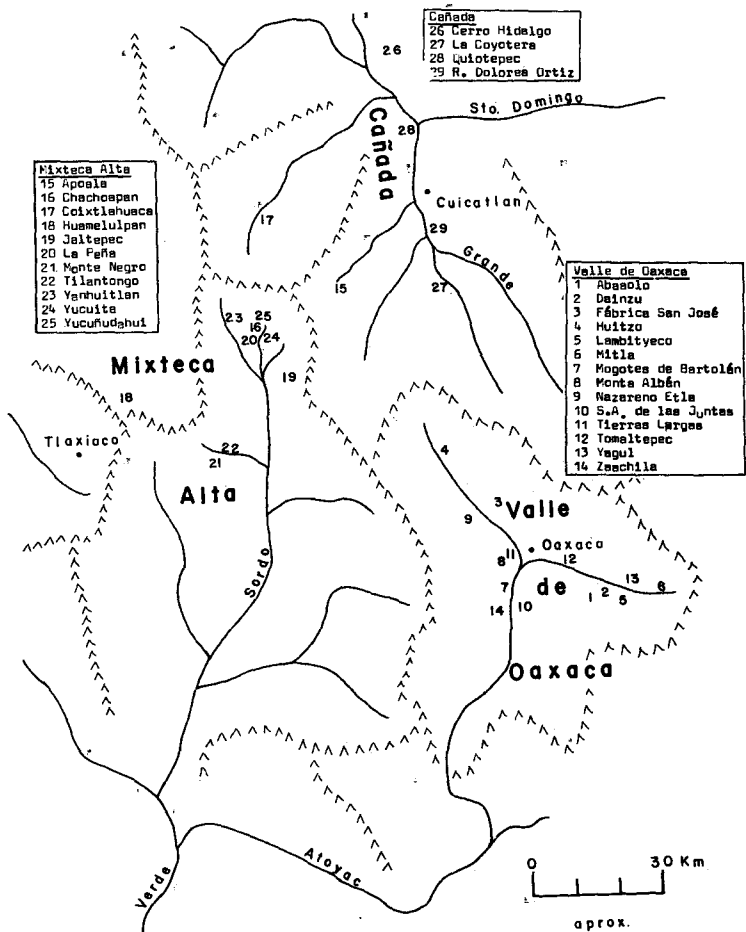 Cañada
26 Cerro Hidalgo
27 La Coyotera
28 Quiotepec
29 R. Dolores Ortiz
26
Sto. Domingo
28
Cañada
Mixteca Alta
15 Apoala
16 Chachoapan
17 Coixtlahuaca
18 Huamelulpan
19 Jaltepec
20 La Peña
21 Monte Negro
22 Tilantongo
23 Yanhuitlan
24 Yucuita
25 Yucuñudahui
Cuicatlan
17
29
Grande
15
27
Valle de Oaxaca
1 Abasolo
2 Dainzu
3 Fábrica San José
4 Huitzo
5 Lambityeco
6 Mitla
7 Mogotes de Bartolén
8 Monta Albén
9 Nazareno Etla
10 S.A. de las Juntas
11 Tierras Largas
12 Tomaltepec
13 Yagul
14 Zaachila
23
25
16
20
24
Mixteca
19
18
Tlaxiaco
22
21
4
Alta
3
Valle
9
Oaxaca
11
8
12
Sordo
7
de
13
6
1
2
5
14
10
Oaxaca
Atoyac
Verde
0
30 Km
aprox.